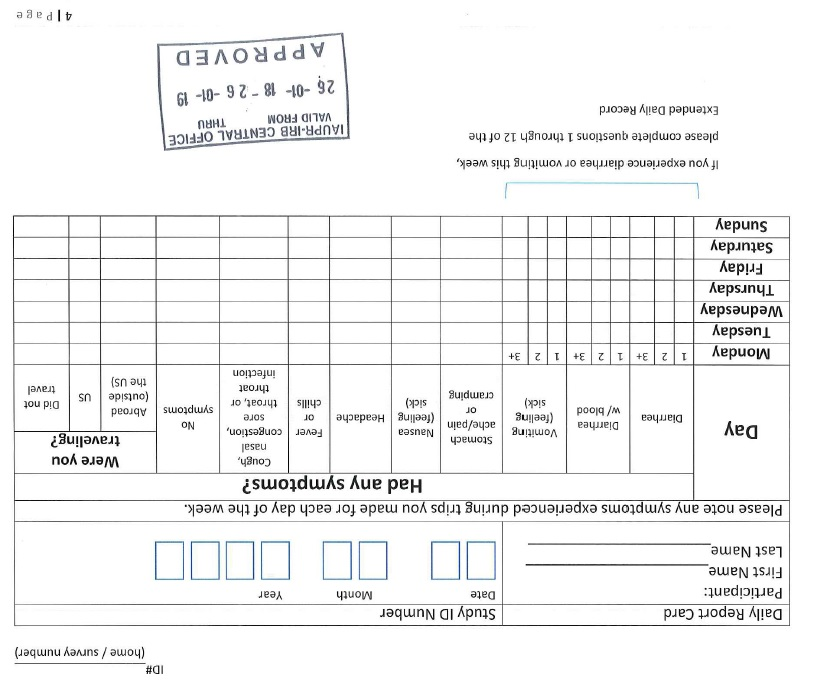 ID#
(home / survey number)
Daily Report Card
Study ID Number
Participant:
First Name
Last Name
Date
Month
Year
Please note any symptoms experienced during trips you made for each day of the week.
Day
Had any symptoms?
Diarrhea
Diarrhea
w/ blood
Vomiting
(feeling
sick)
Stomach
ache/pain
or
cramping
Nausea
(feeling
sick)
Headache
Fever
or
chills
Cough,
nasal
congestion,
sore
throat, or
throat
infection
No
symptoms
Were you
traveling?
Abroad
(outside
the US)
US
Did not
travel
Monday 1 2 3+ 1 2 3+ 1 2 3+
Tuesday
Wednesday
Thursday
Friday
Saturday
Sunday
If you experience diarrhea or vomiting this week,
please complete questions 1 through 12 of the
Extended Daily Record
IAUPR-IRB CENTRAL OFFICE
VALID FROM THRU
26 -01- 18 - 26 -01- 19
APPROVED
4 | Page